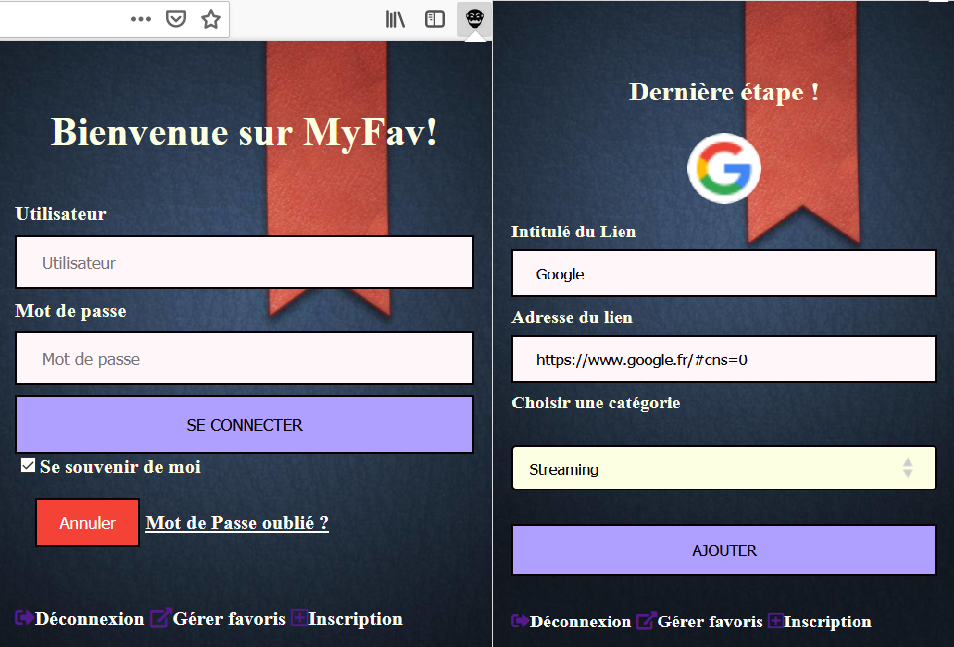 Bienvenue sur MyFav!
Utilisateur
Utilisateur
Mot de passe
Mot de passe
SE CONNECTER
Se souvenir de moi
Annuler Mot de Passe oublié ?
Déconnexion Gérer favoris Inscription
Dernière étape !
G
Intitulé du Lien
Google
Adresse du lien
https://www.google.fr/#cns=0
Choisir une catégorie
Streaming
AJOUTER
Déconnexion Gérer favoris Inscription